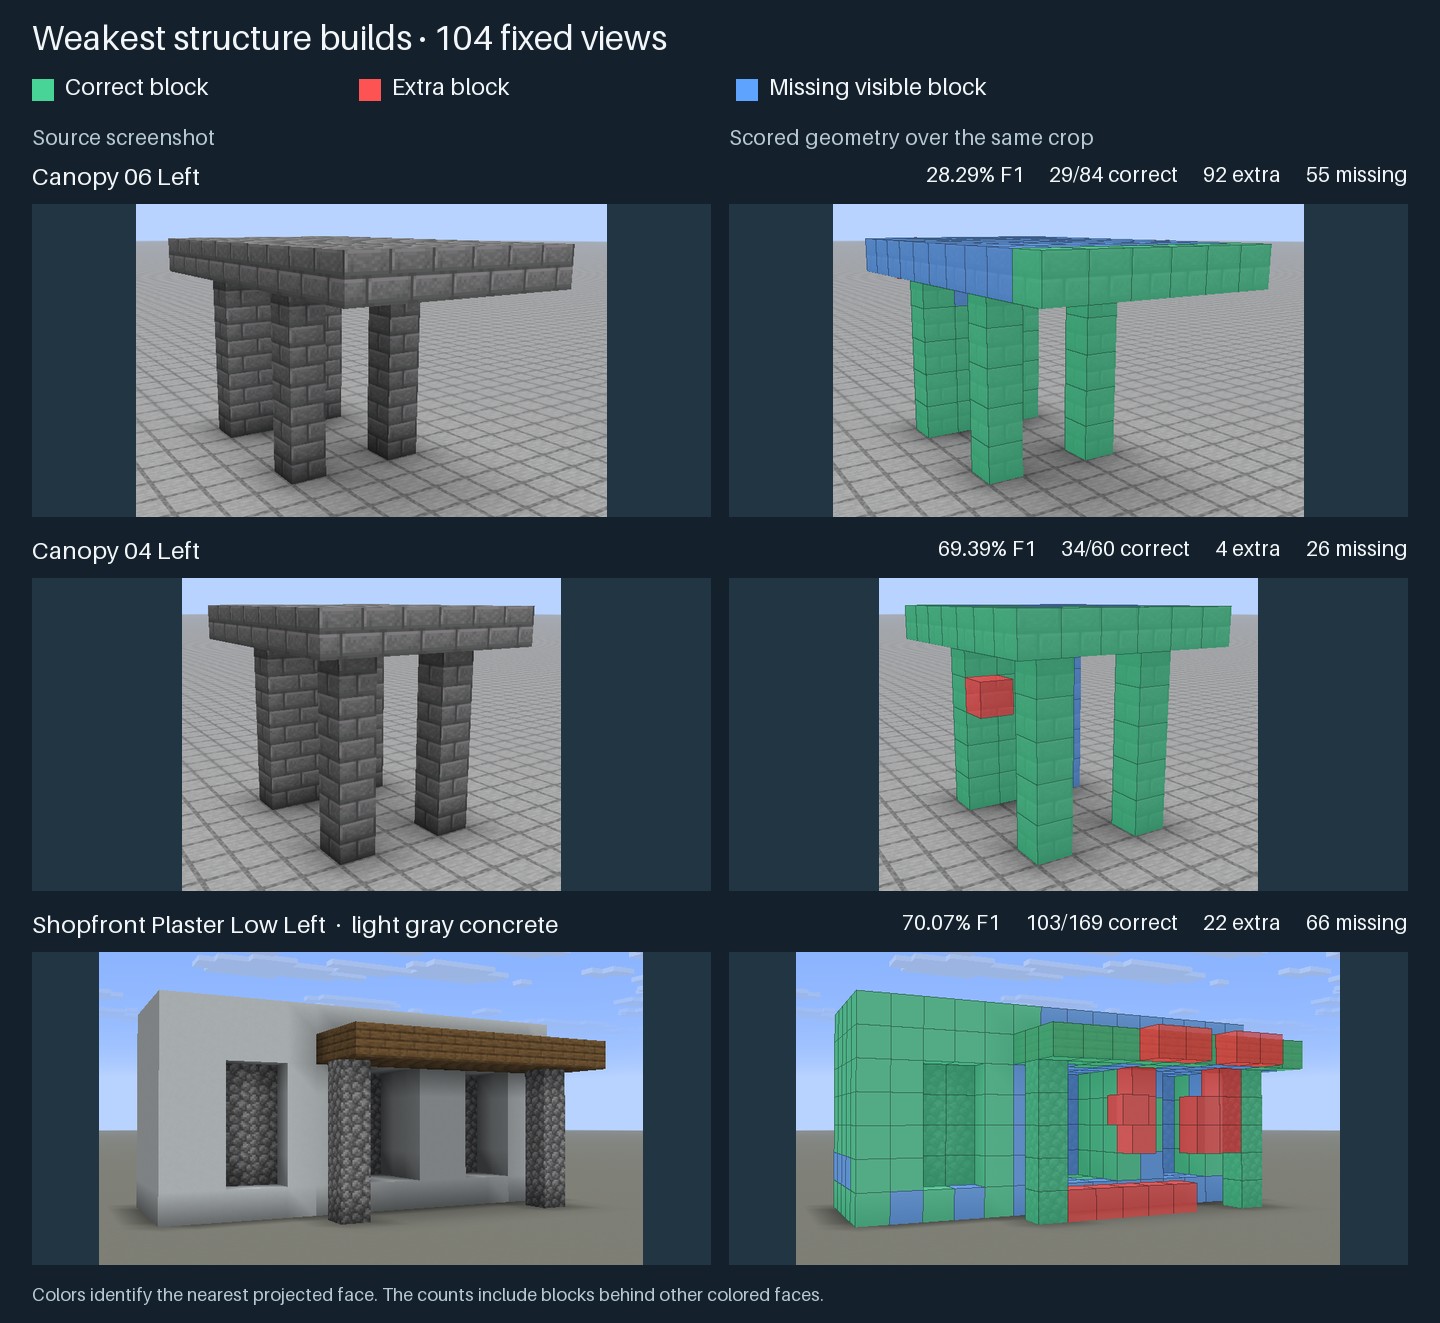 Weakest structure builds · 104 fixed views
Correct block
Extra block
Missing visible block
Source screenshot
Scored geometry over the same crop
Canopy 06 Left
28.29% F1 29/84 correct 92 extra 55 missing
Canopy 04 Left
69.39% F1 34/60 correct 4 extra 26 missing
Shopfront Plaster Low Left · light gray concrete
70.07% F1 103/169 correct 22 extra 66 missing
Colors identify the nearest projected face. The counts include blocks behind other colored faces.